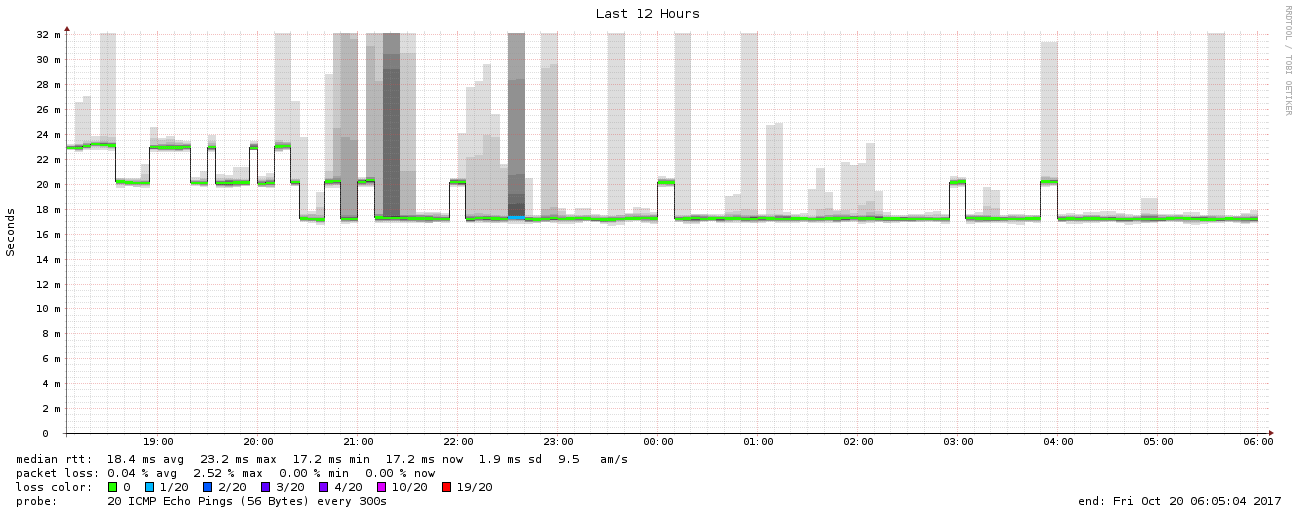 Last 12 Hours
RRDTOOL / TOBI OETIKER
Seconds
32 m
30 m
28 m
26 m
24 m
22 m
20 m
18 m
16 m
14 m
12 m
10 m
8 m
6 m
4 m
2 m
0
19:00 20:00 21:00 22:00 23:00 00:00 01:00 02:00 03:00 04:00 05:00 06:00
median rtt: 18.4 ms avg 23.2 ms max 17.2 ms min 17.2 ms now 1.9 ms sd 9.5 am/s
packet loss: 0.04 % avg 2.52 % max 0.00 % min 0.00 % now
loss color: 0 1/20 2/20 3/20 4/20 10/20 19/20
probe: 20 ICMP Echo Pings (56 Bytes) every 300s end: Fri Oct 20 06:05:04 2017